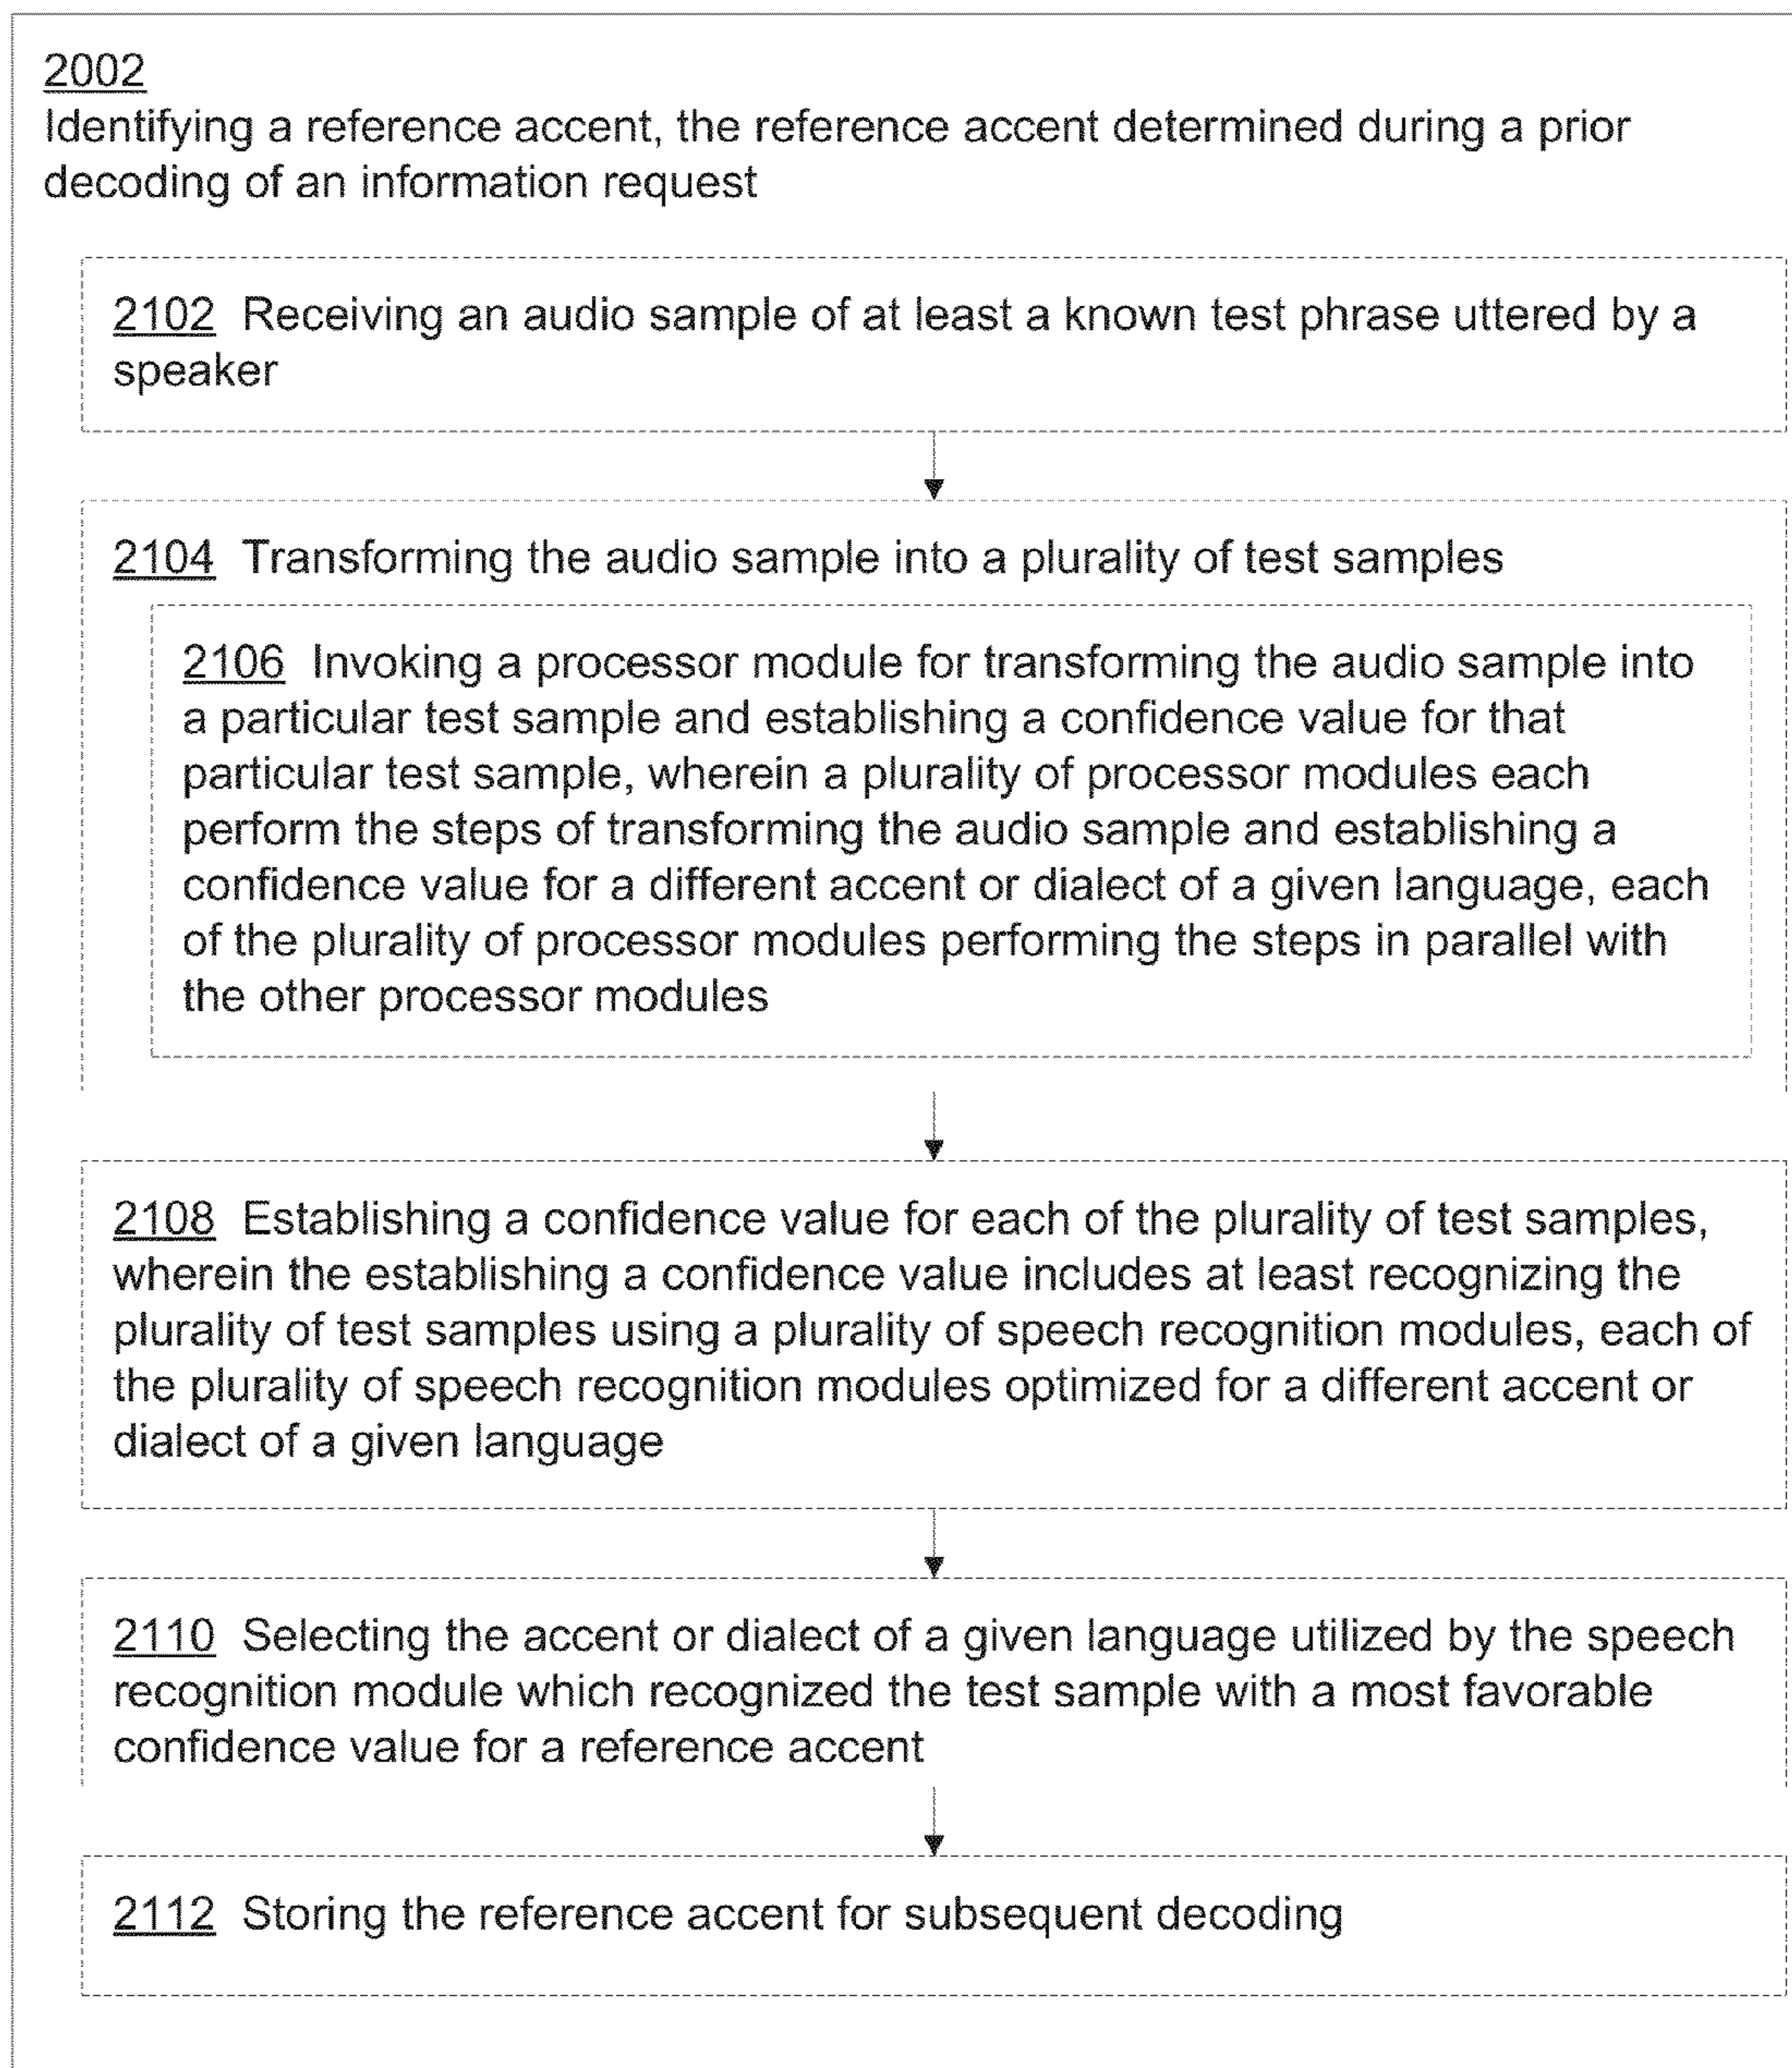 2002
Identifying a reference accent, the reference accent determined during a prior
decoding of an information request
2102 Receiving an audio sample of at least a known test phrase uttered by a
speaker
2104 Transforming the audio sample into a plurality of test samples
2106 Invoking a processor module for transforming the audio sample into
a particular test sample and establishing a confidence value for that
particular test sample, wherein a plurality of processor modules each
perform the steps of transforming the audio sample and establishing a
confidence value for a different accent or dialect of a given language, each
of the plurality of processor modules performing the steps in parallel with
the other processor modules
2108 Establishing a confidence value for each of the plurality of test samples,
wherein the establishing a confidence value includes at least recognizing the
plurality of test samples using a plurality of speech recognition modules, each of
the plurality of speech recognition modules optimized for a different accent or
dialect of a given language
2110 Selecting the accent or dialect of a given language utilized by the speech
recognition module which recognized the test sample with a most favorable
confidence value for a reference accent
2112 Storing the reference accent for subsequent decoding